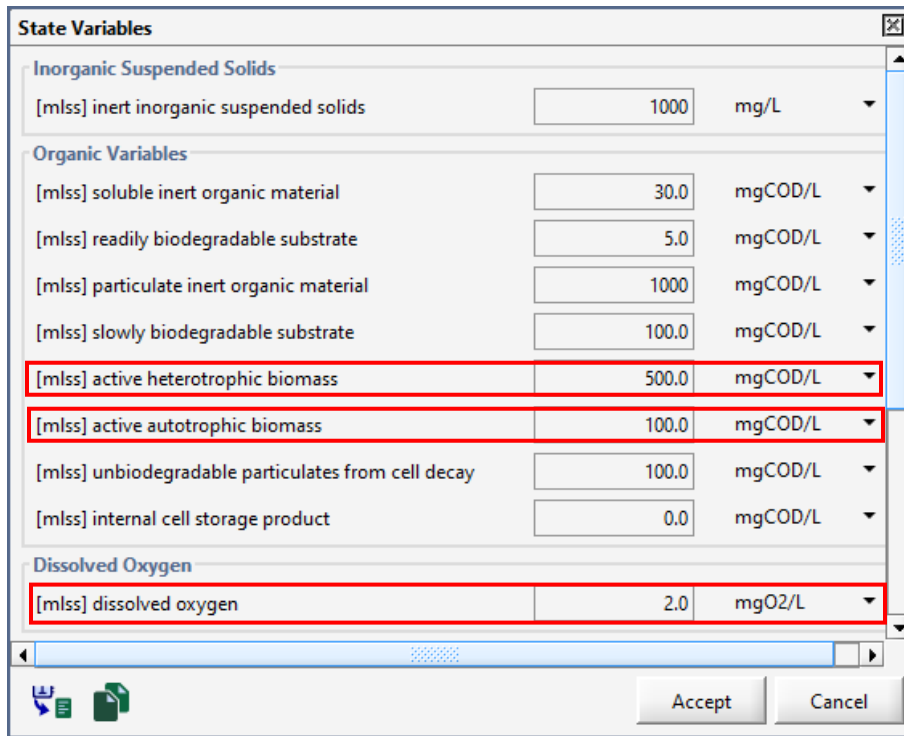 State Variables
Inorganic Suspended Solids
[mlss] inert inorganic suspended solids 1000 mg/L
Organic Variables
[mlss] soluble inert organic material 30.0 mgCOD/L
[mlss] readily biodegradable substrate 5.0 mgCOD/L
[mlss] particulate inert organic material 1000 mgCOD/L
[mlss] slowly biodegradable substrate 100.0 mgCOD/L
[mlss] active heterotrophic biomass 500.0 mgCOD/L
[mlss] active autotrophic biomass 100.0 mgCOD/L
[mlss] unbiodegradable particulates from cell decay 100.0 mgCOD/L
[mlss] internal cell storage product 0.0 mgCOD/L
Dissolved Oxygen
[mlss] dissolved oxygen 2.0 mgO2/L
Accept Cancel